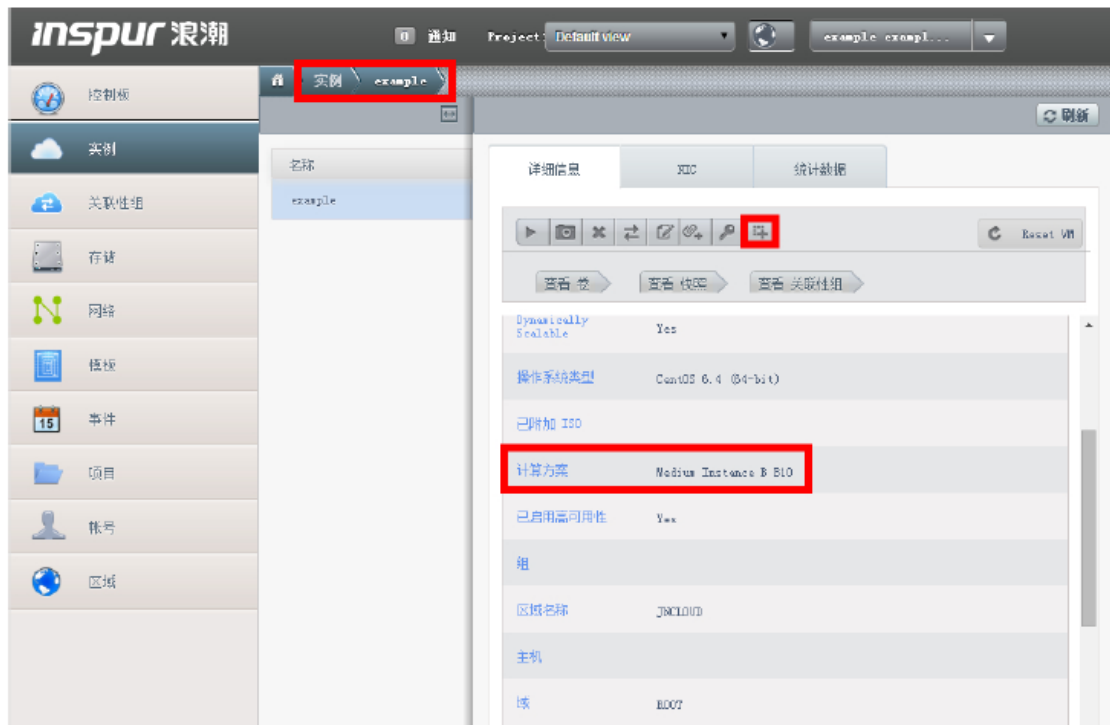 inspur 浪潮
0 通知 Project: Default view example exampl...
实例 example
刷新
控制板
实例
关联性组
存储
网络
模板
15 事件
项目
帐号
区域
名称
example
详细信息 NIC 统计数据
Reset VM
查看 卷 查看 快照 查看 关联性组
Dynamically
Scalable Yes
操作系统类型 CentOS 6.4 (64-bit)
已附加 ISO
计算方案 Medium Instance B B10
已启用高可用性 Yes
组
区域名称 JNCLOUD
主机
域 ROOT